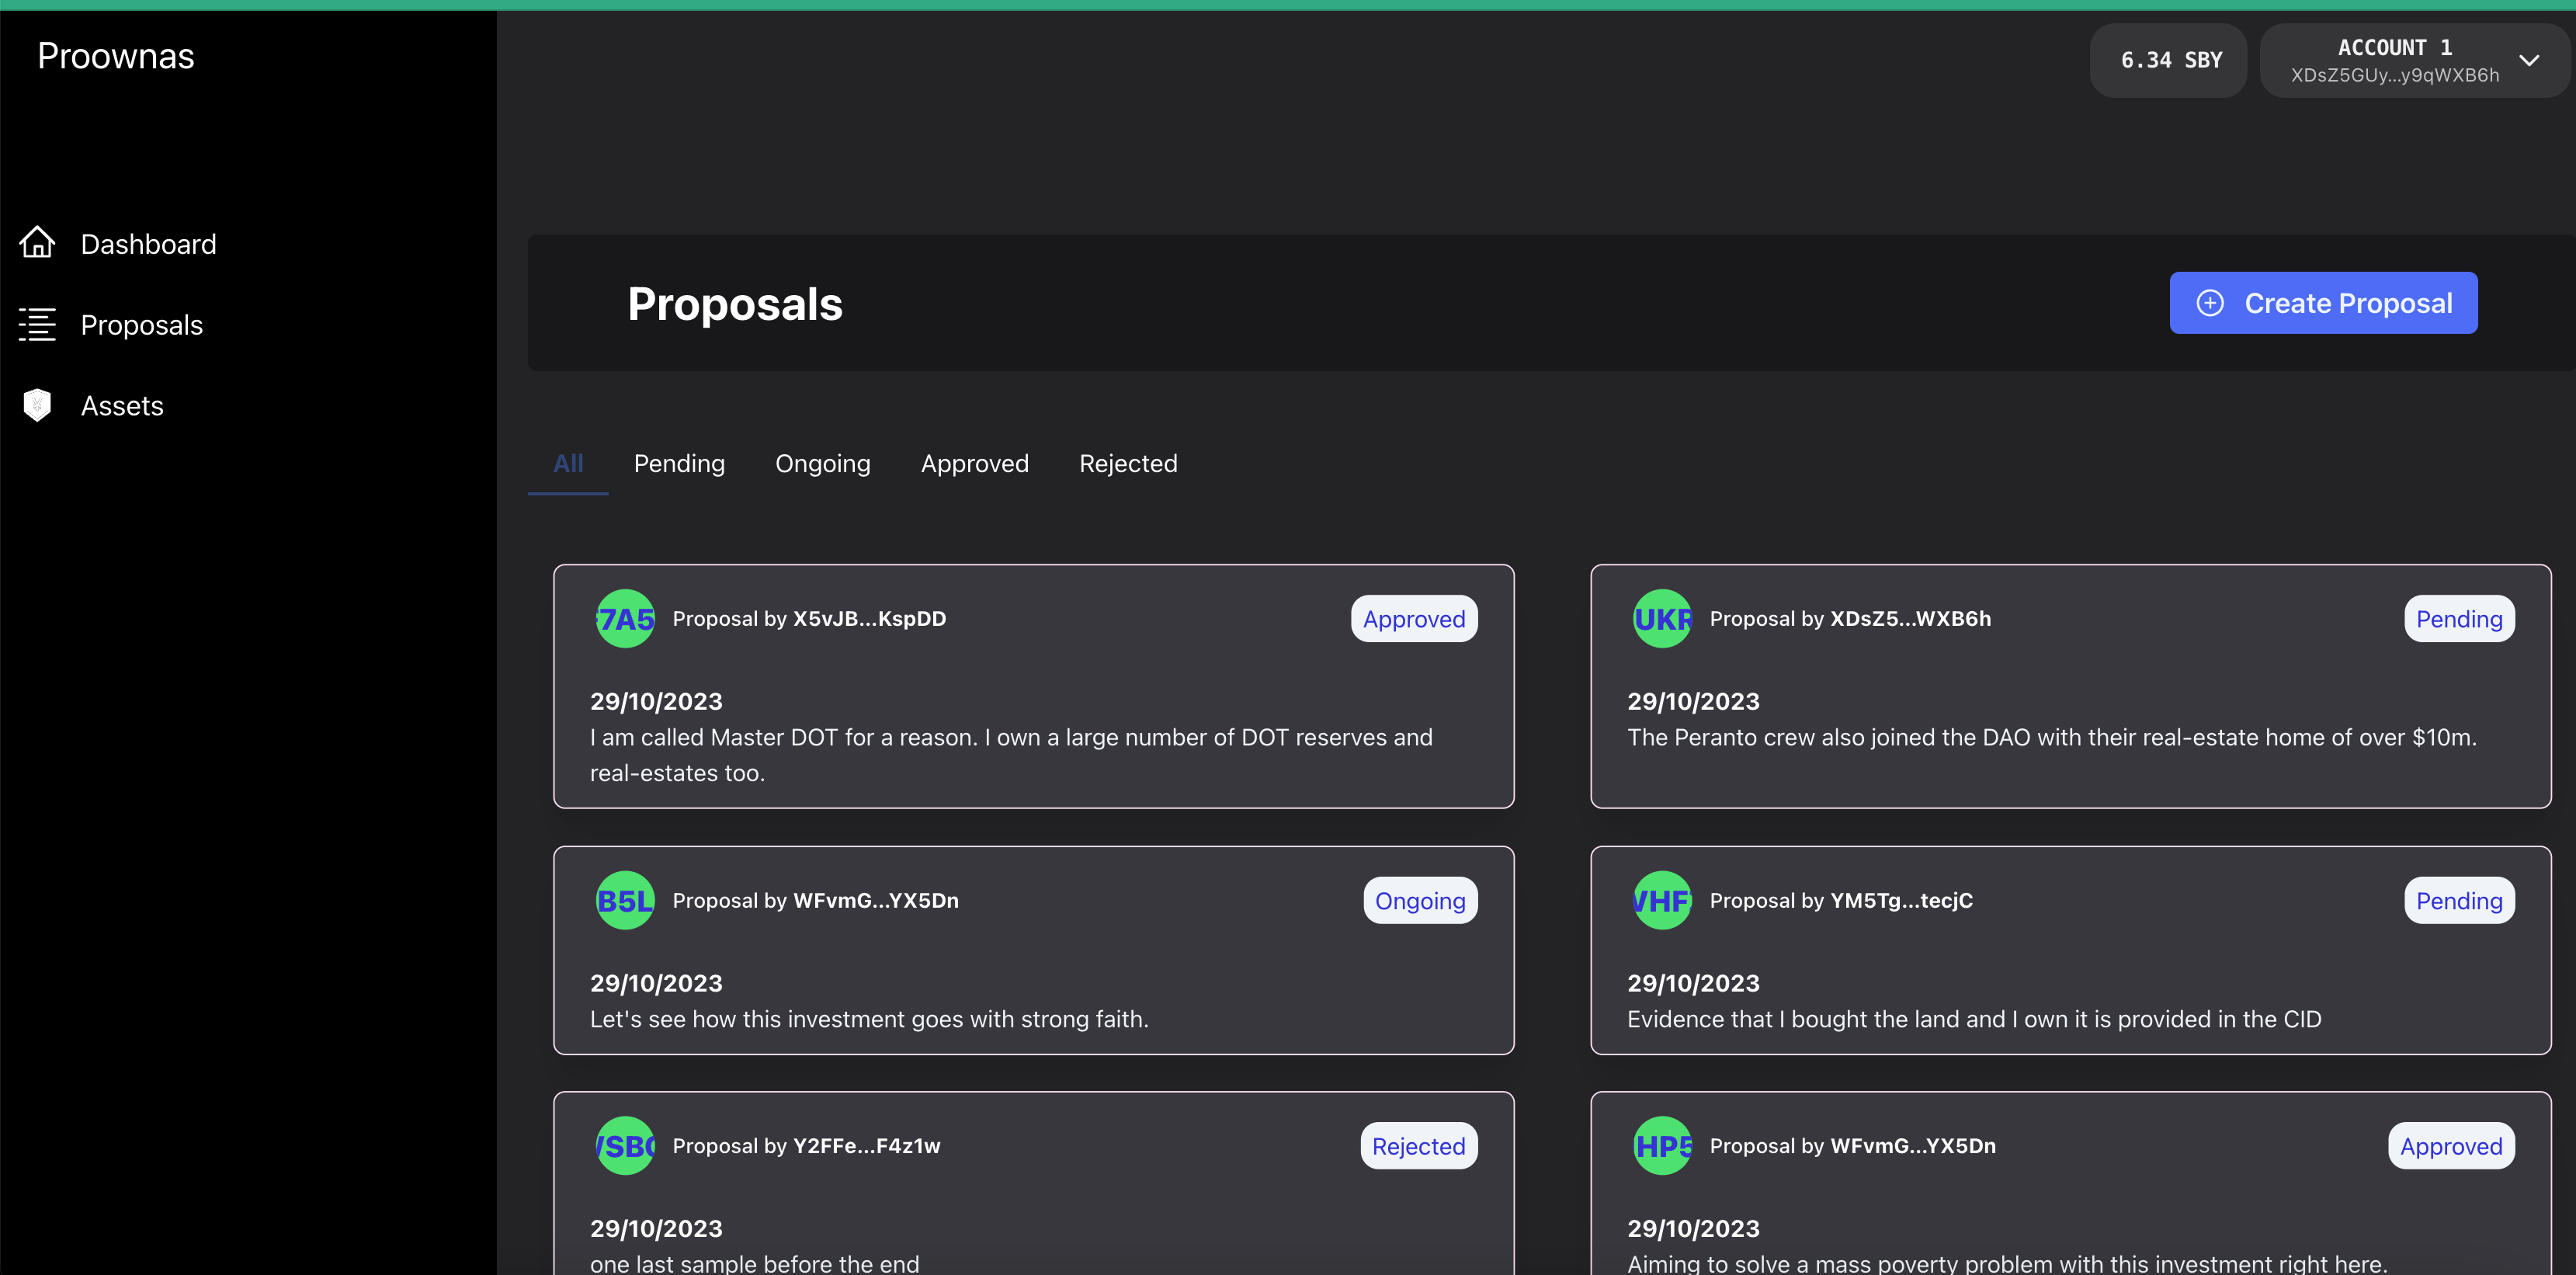 Proownas
6.34 SBY
ACCOUNT 1
XDsZ5GUy...y9qWXB6h
Dashboard
Proposals
Assets
Proposals
Create Proposal
All Pending Ongoing Approved Rejected
7A5 Proposal by X5vJB...KspDD Approved
29/10/2023
I am called Master DOT for a reason. I own a large number of DOT reserves and
real-estates too.
UKR Proposal by XDsZ5...WXB6h Pending
29/10/2023
The Peranto crew also joined the DAO with their real-estate home of over $10m.
B5L Proposal by WFvmG...YX5Dn Ongoing
29/10/2023
Let's see how this investment goes with strong faith.
VHF Proposal by YM5Tg...tecjC Pending
29/10/2023
Evidence that I bought the land and I own it is provided in the CID
SB Proposal by Y2FFe...F4z1w Rejected
29/10/2023
one last sample before the end
HP5 Proposal by WFvmG...YX5Dn Approved
29/10/2023
Aiming to solve a mass poverty problem with this investment right here.